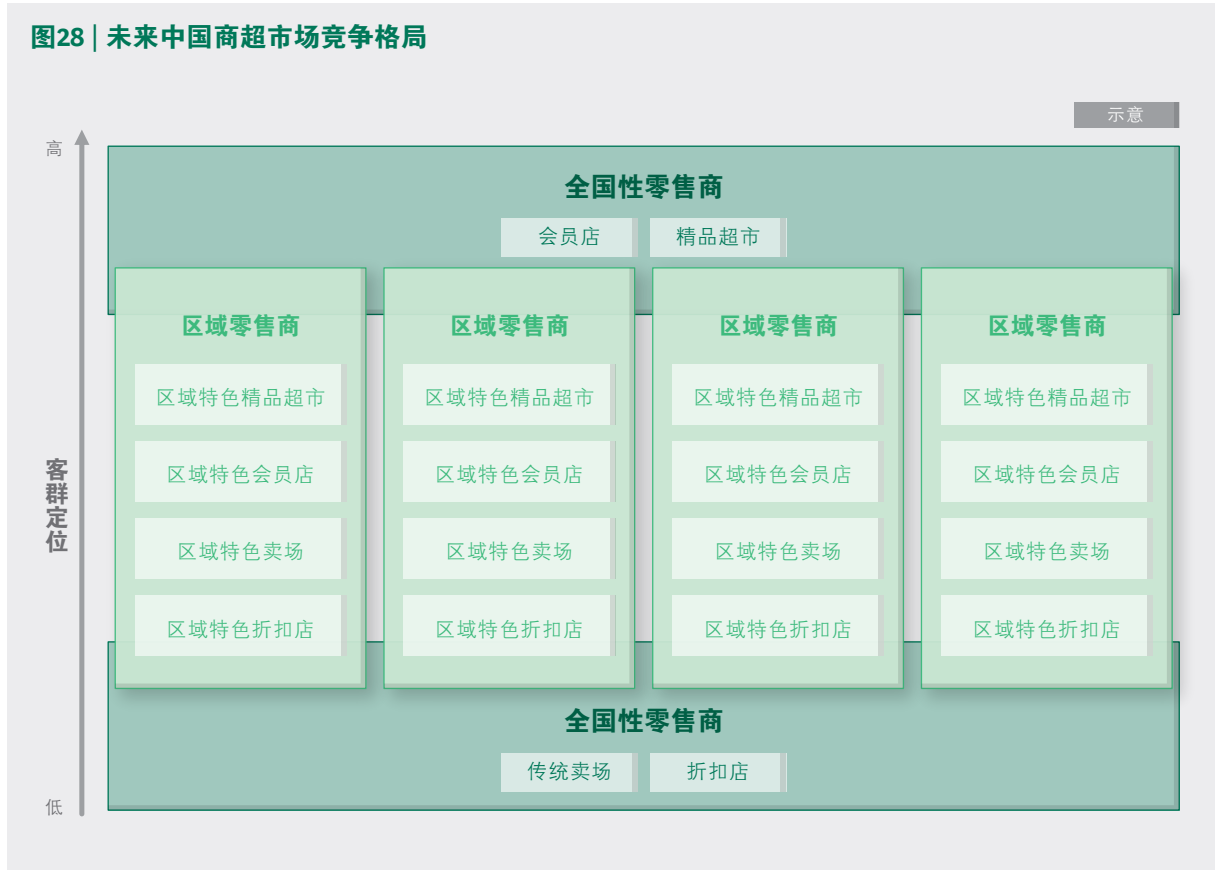 图28 | 未来中国商超市场竞争格局
示意
高
全国性零售商
会员店 精品超市
区域零售商 区域零售商 区域零售商 区域零售商
区域特色精品超市 区域特色精品超市 区域特色精品超市 区域特色精品超市
区域特色会员店 区域特色会员店 区域特色会员店 区域特色会员店
客群定位
区域特色卖场 区域特色卖场 区域特色卖场 区域特色卖场
区域特色折扣店 区域特色折扣店 区域特色折扣店 区域特色折扣店
全国性零售商
传统卖场 折扣店
低